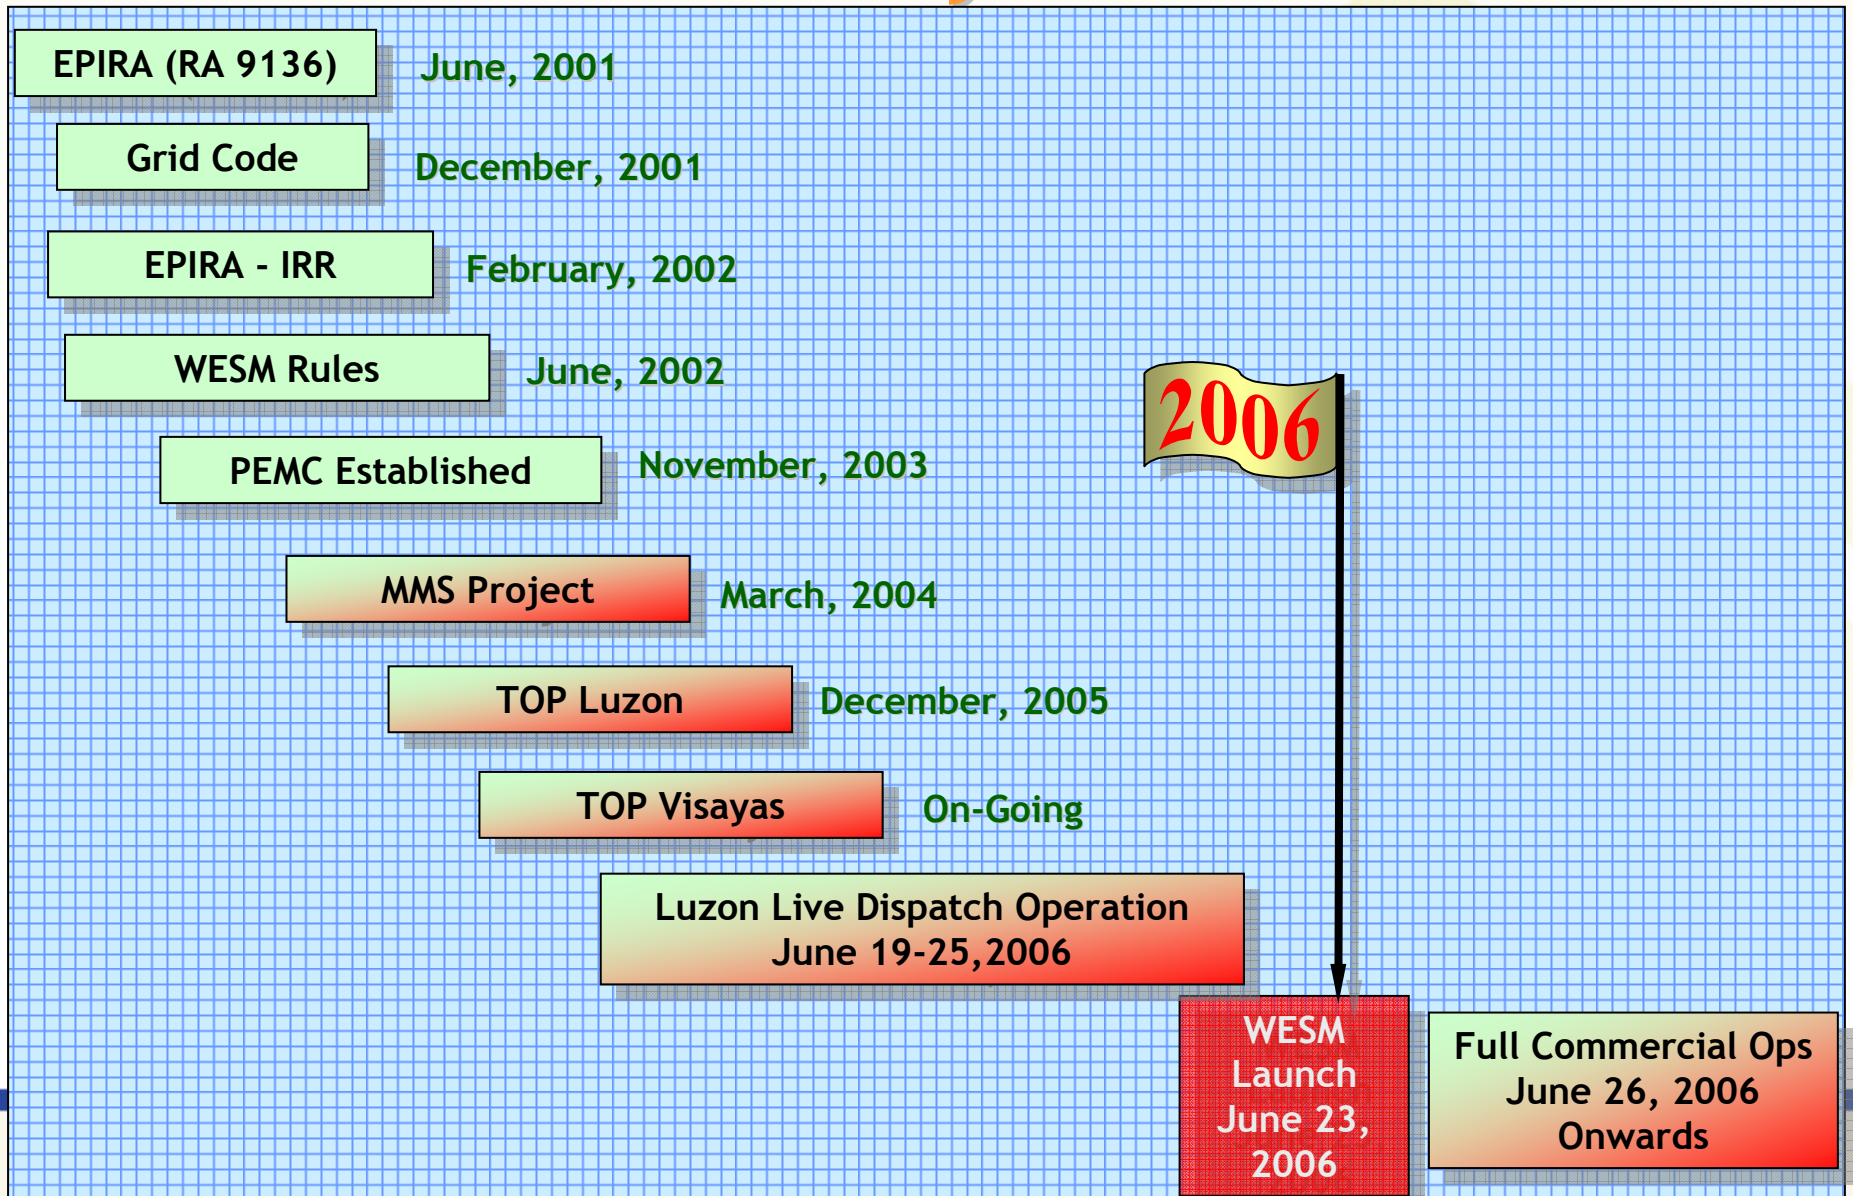 EPIRA (RA 9136)
June, 2001
Grid Code
December, 2001
EPIRA - IRR
February, 2002
WESM Rules
June, 2002
PEMC Established
November, 2003
2006
MMS Project
March, 2004
TOP Luzon
December, 2005
TOP Visayas
On-Going
Luzon Live Dispatch Operation
June 19-25,2006
WESM
Launch
June 23,
2006
Full Commercial Ops
June 26, 2006
Onwards